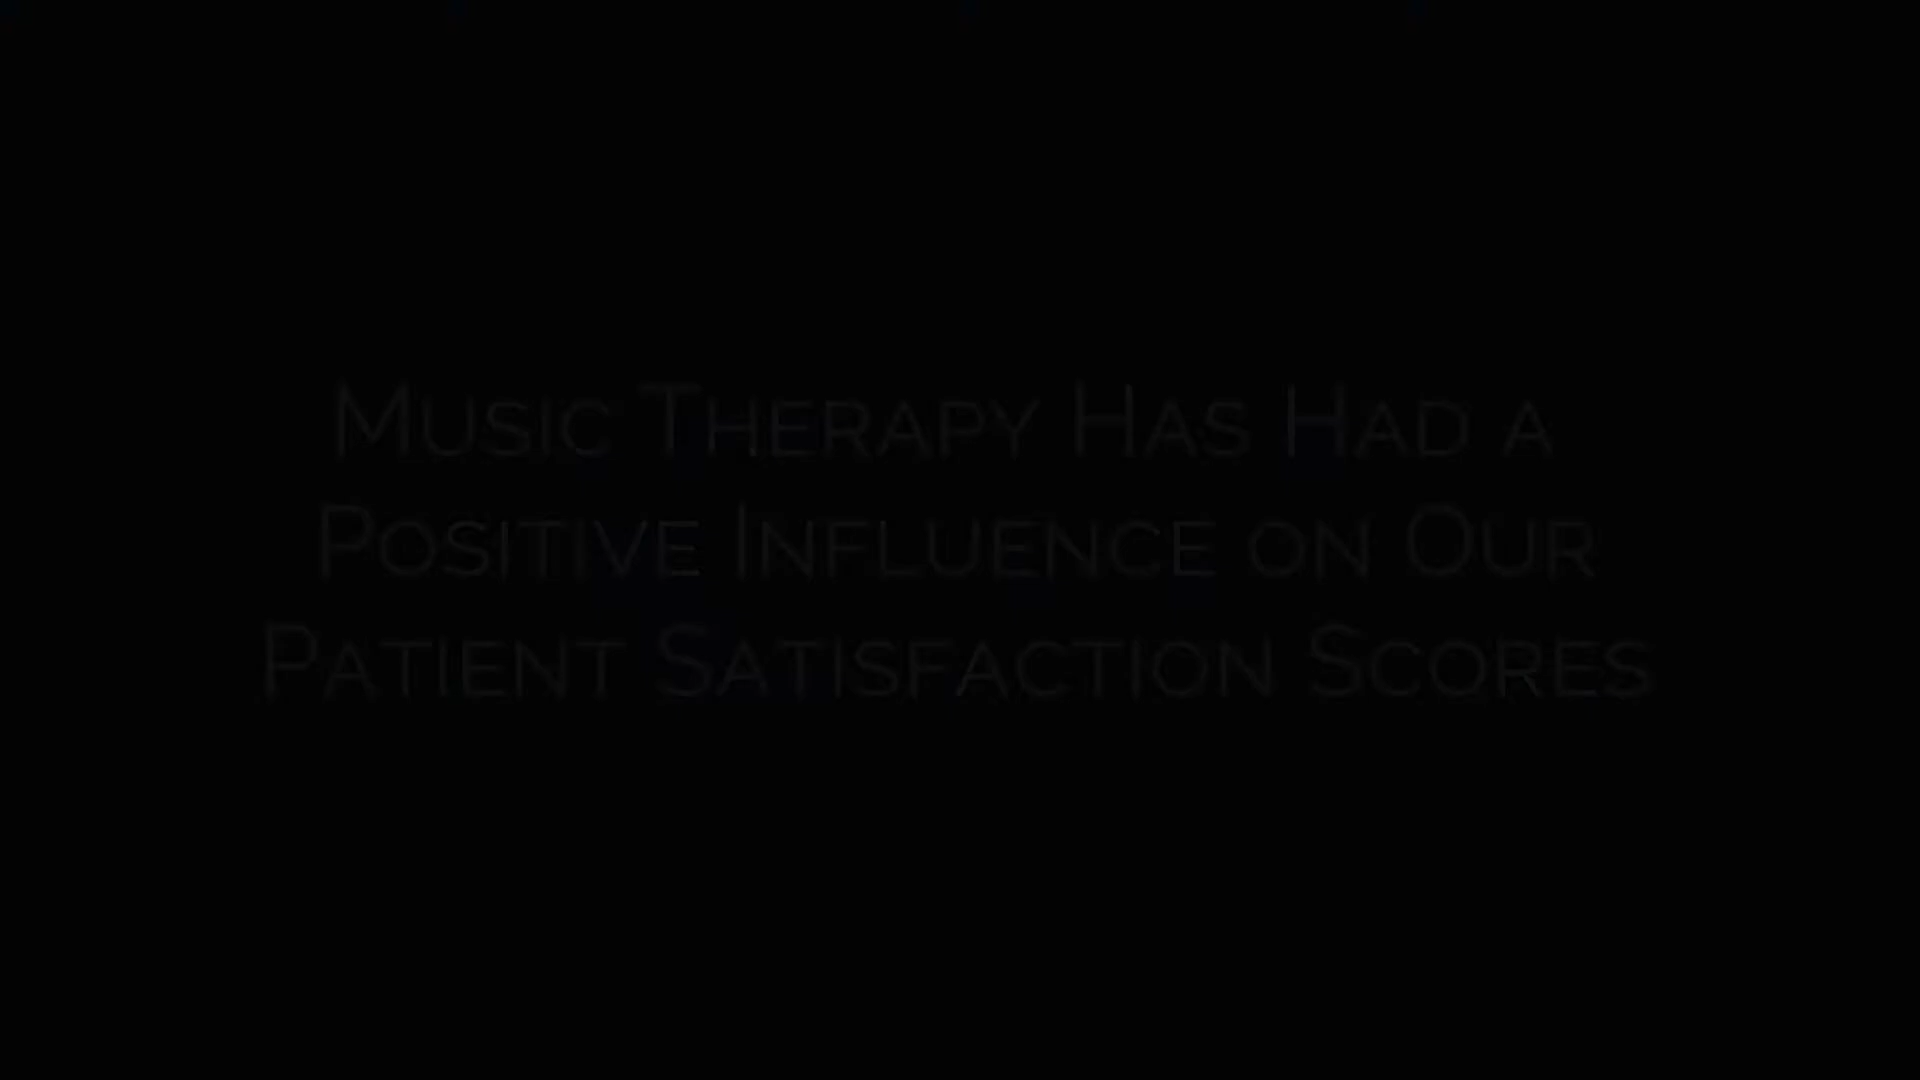 Music Therapy Has Had a
Positive Influence on Our
Patient Satisfaction Scores